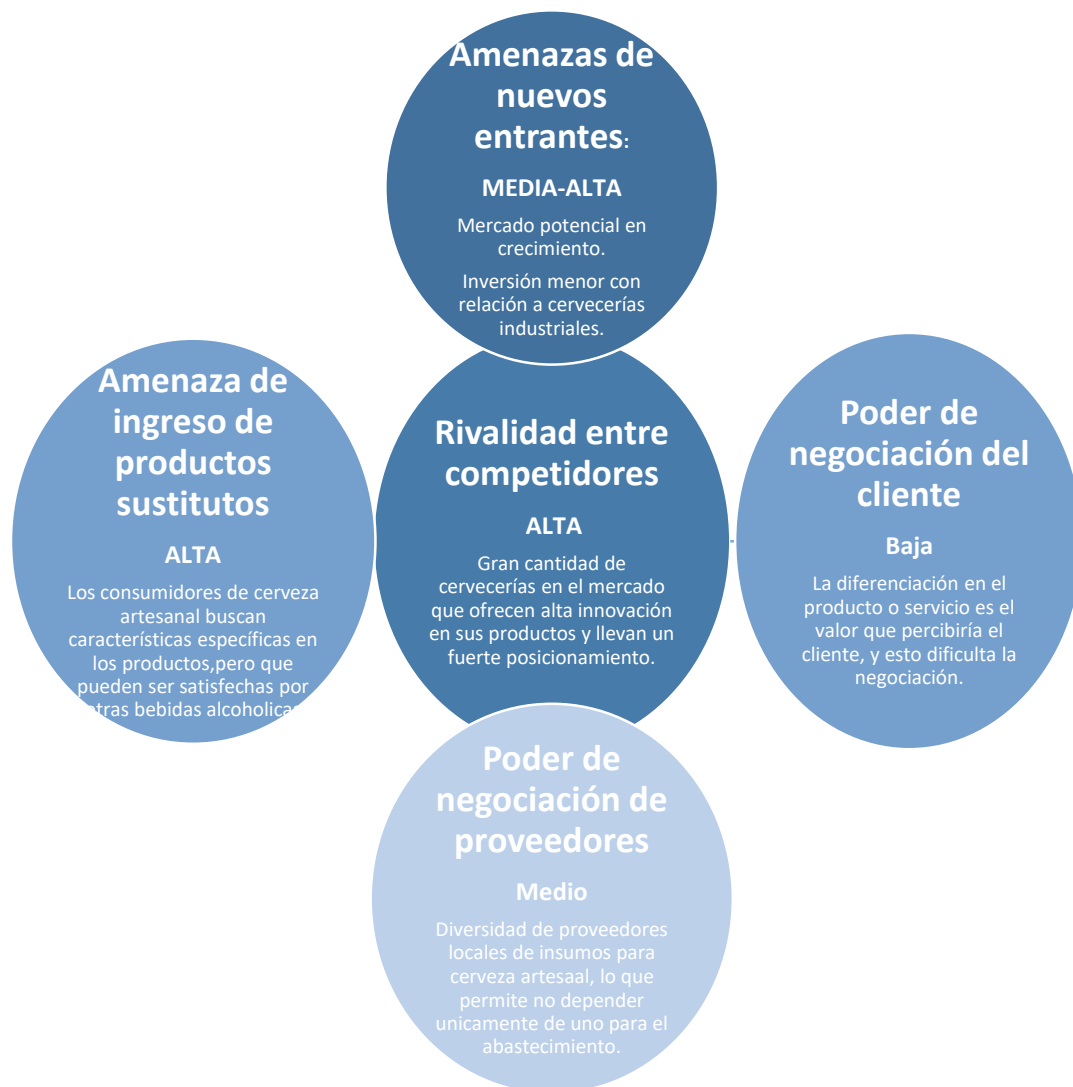 Amenazas de
nuevos
entrantes:
MEDIA-ALTA
Mercado potencial en
crecimiento.
Inversión menor con
relación a cervecerías
industriales.
Amenaza de
ingreso de
productos
sustitutos
ALTA
Los consumidores de cerveza
artesanal buscan
características específicas en
los productos,pero que
pueden ser satisfechas por
otras bebidas alcoholicas
Rivalidad entre
competidores
ALTA
Gran cantidad de
cervecerías en el mercado
que ofrecen alta innovación
en sus productos y llevan un
fuerte posicionamiento.
Poder de
negociación del
cliente
Baja
La diferenciación en el
producto o servicio es el
valor que percibiría el
cliente, y esto dificulta la
negociación.
Poder de
negociación de
proveedores
Medio
Diversidad de proveedores
locales de insumos para
cerveza artesaal, lo que
permite no depender
unicamente de uno para el
abastecimiento.